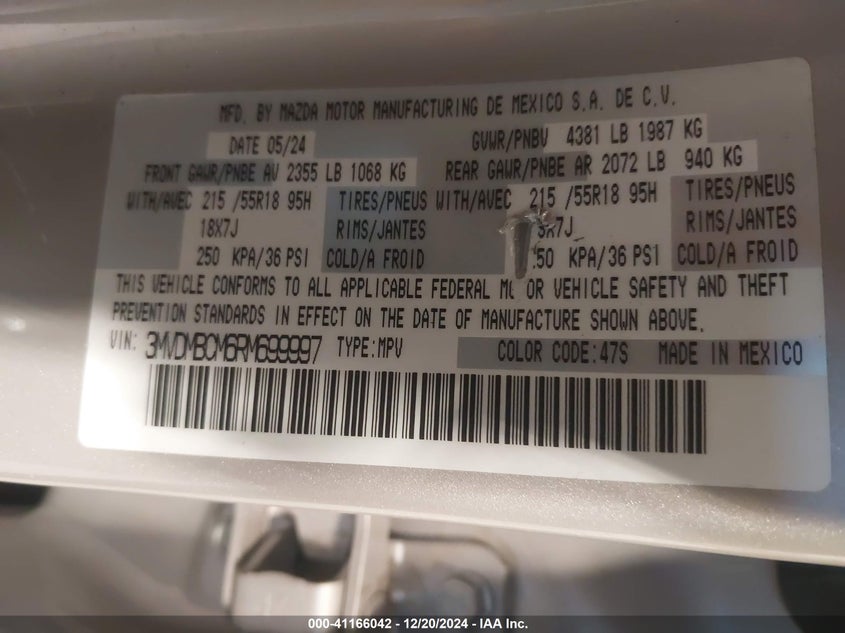 MFD. BY MAZDA MOTOR MANUFACTURING DE MEXICO S.A. DE C.V.
DATE 05/24 GVWR/PNBV 4381 LB 1987 KG
FRONT GAWR/PNBE AV 2355 LB 1068 KG REAR GAWR/PNBE AR 2072 LB 940 KG
WITH/AVEC 215 /55R18 95H TIRES/PNEUS WITH/AVEC 215 /55R18 95H TIRES/PNEUS
18X7J RIMS/JANTES X7J RIMS/JANTES
250 KPA/36 PSI COLD/A FROID 50 KPA/36 PSI COLD/A FROID
THIS VEHICLE CONFORMS TO ALL APPLICABLE FEDERAL MO OR VEHICLE SAFETY AND THEFT
PREVENTION STANDARDS IN EFFECT ON THE DATE OF MANUFACTURE SHOWN ABOVE.
VIN: 3MVDMBCM6RM699997 TYPE:MPV COLOR CODE:47S MADE IN MEXICO
000-41166042 - 12/20/2024 - IAA Inc.